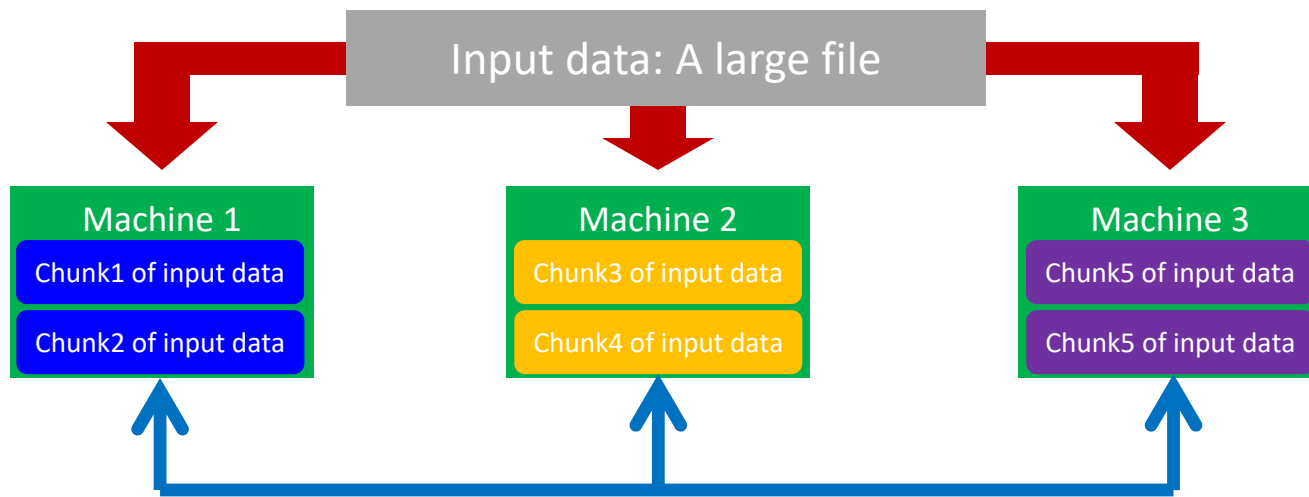 Input data: A large file
Machine 1
Chunk1 of input data
Chunk2 of input data
Machine 2
Chunk3 of input data
Chunk4 of input data
Machine 3
Chunk5 of input data
Chunk5 of input data